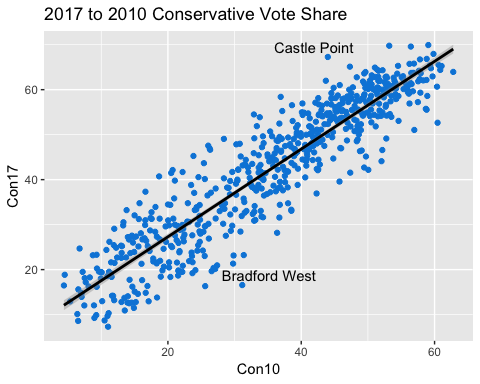 2017 to 2010 Conservative Vote Share
Castle Point
60
40
20
Con17
Bradford West
20
40
60
Con10